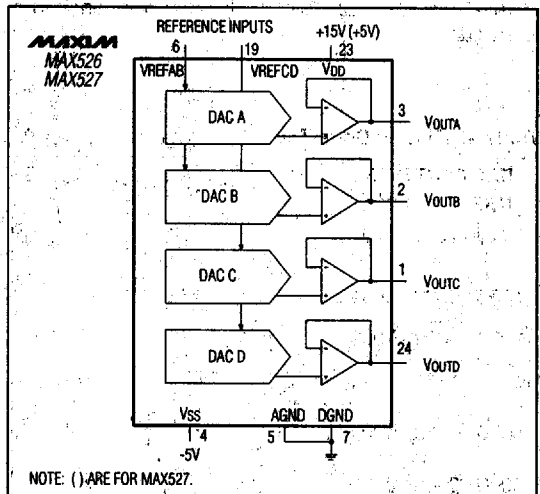 REFERENCE INPUTS
MAXIM
MAX526
MAX527
6
19
+15V (+5V)
23
VREFAB
VREFCD
VDD
DAC A
3
VOUTA
DAC B
2
VOUTB
DAC C
1
VOUTC
DAC D
24
VOUTD
VSS
AGND
DGND
4
5
7
-5V
NOTE: ( ) ARE FOR MAX527.